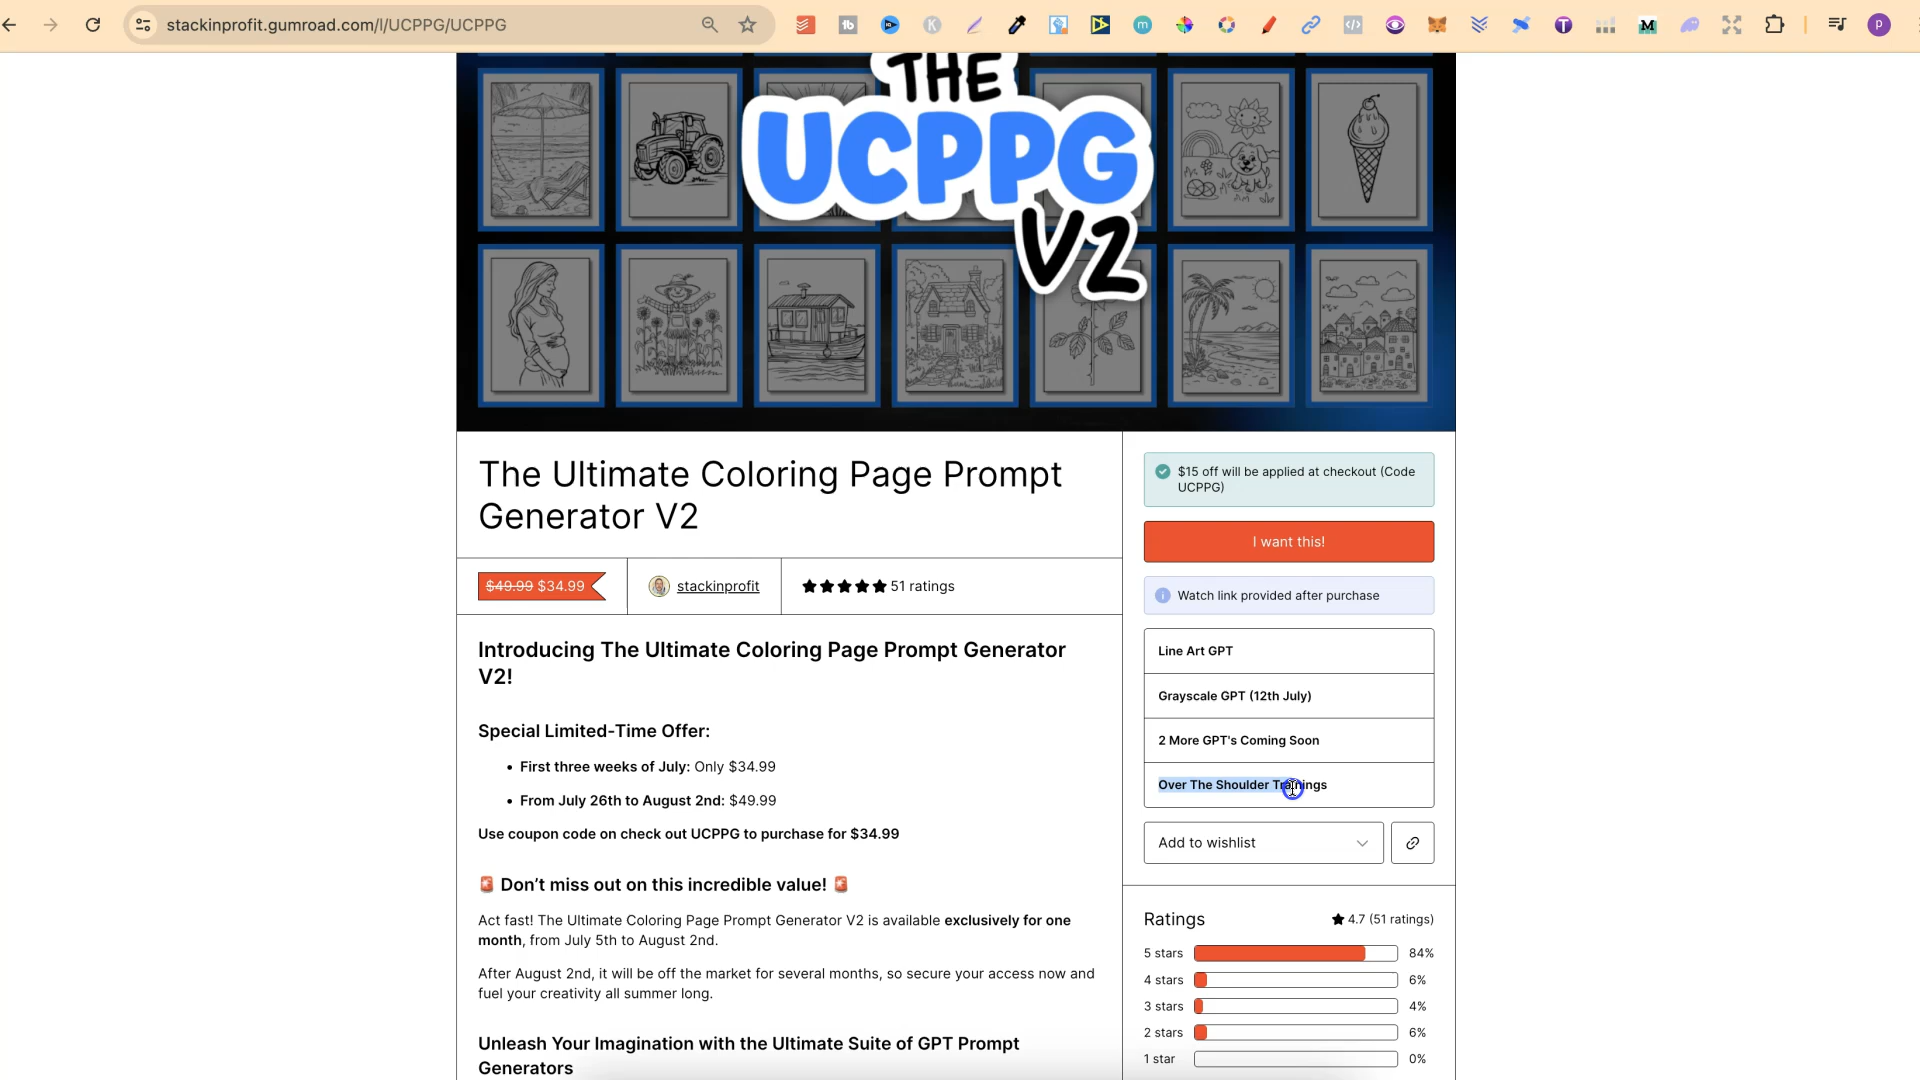 stackinprofit.gumroad.com/l/UCPPG/UCPPG
THE
UCPPG
V2
The Ultimate Coloring Page Prompt
Generator V2
$49.99 $34.99
stackinprofit
51 ratings
Introducing The Ultimate Coloring Page Prompt Generator
V2!
Special Limited-Time Offer:
• First three weeks of July: Only $34.99
• From July 26th to August 2nd: $49.99
Use coupon code on check out UCPPG to purchase for $34.99
🚨 Don’t miss out on this incredible value! 🚨
Act fast! The Ultimate Coloring Page Prompt Generator V2 is available exclusively for one
month, from July 5th to August 2nd.
After August 2nd, it will be off the market for several months, so secure your access now and
fuel your creativity all summer long.
Unleash Your Imagination with the Ultimate Suite of GPT Prompt
Generators
$15 off will be applied at checkout (Code
UCPPG)
I want this!
Watch link provided after purchase
Line Art GPT
Grayscale GPT (12th July)
2 More GPT's Coming Soon
Over The Shoulder Trainings
Add to wishlist
Ratings
4.7 (51 ratings)
5 stars 84%
4 stars 6%
3 stars 4%
2 stars 6%
1 star 0%